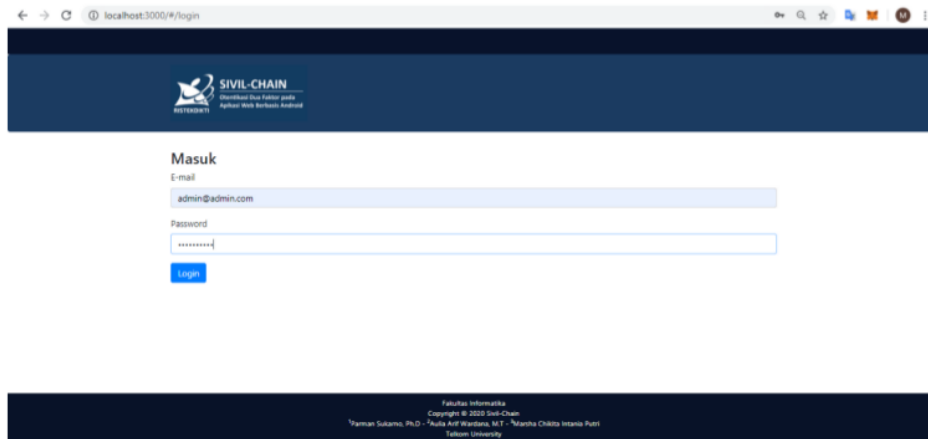 localhost:3000/#/login
M
SIVIL-CHAIN
Otentikasi Dua Faktor pada
Aplikasi Web Berbasis Android
RISTEKDIKTI
Masuk
E-mail
admin@admin.com
Password
Login
Fakultas Informatika
Copyright © 2020 Sivil-Chain
¹Parman Sukarno, Ph.D - ²Aulia Arif Wardana, M.T - ³Marsha Chikita Intania Putri
Telkom University